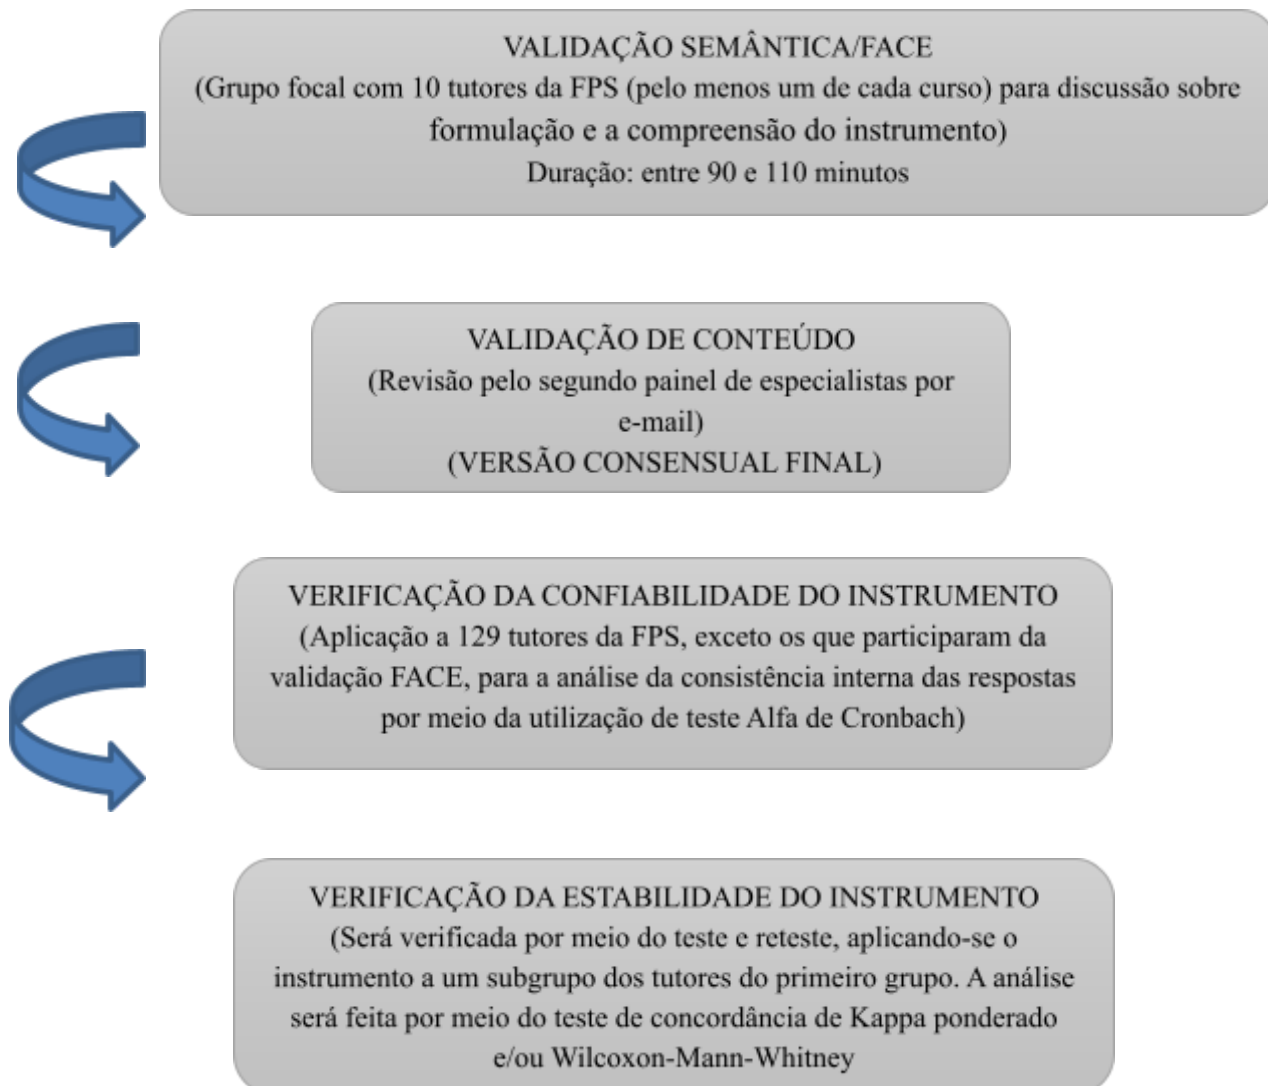 VALIDAÇÃO SEMÂNTICA/FACE
(Grupo focal com 10 tutores da FPS (pelo menos um de cada curso) para discussão sobre
formulação e a compreensão do instrumento)
Duração: entre 90 e 110 minutos
VALIDAÇÃO DE CONTEÚDO
(Revisão pelo segundo painel de especialistas por
e-mail)
(VERSÃO CONSENSUAL FINAL)
VERIFICAÇÃO DA CONFIABILIDADE DO INSTRUMENTO
(Aplicação a 129 tutores da FPS, exceto os que participaram da
validação FACE, para a análise da consistência interna das respostas
por meio da utilização de teste Alfa de Cronbach)
VERIFICAÇÃO DA ESTABILIDADE DO INSTRUMENTO
(Será verificada por meio do teste e reteste, aplicando-se o
instrumento a um subgrupo dos tutores do primeiro grupo. A análise
será feita por meio do teste de concordância de Kappa ponderado
e/ou Wilcoxon-Mann-Whitney